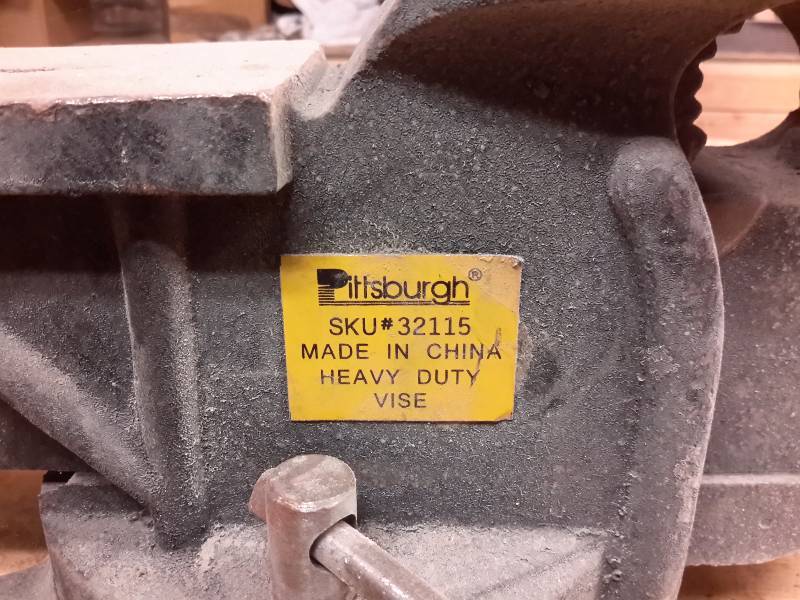 Pittsburgh®
SKU#32115
MADE IN CHINA
HEAVY DUTY
VISE